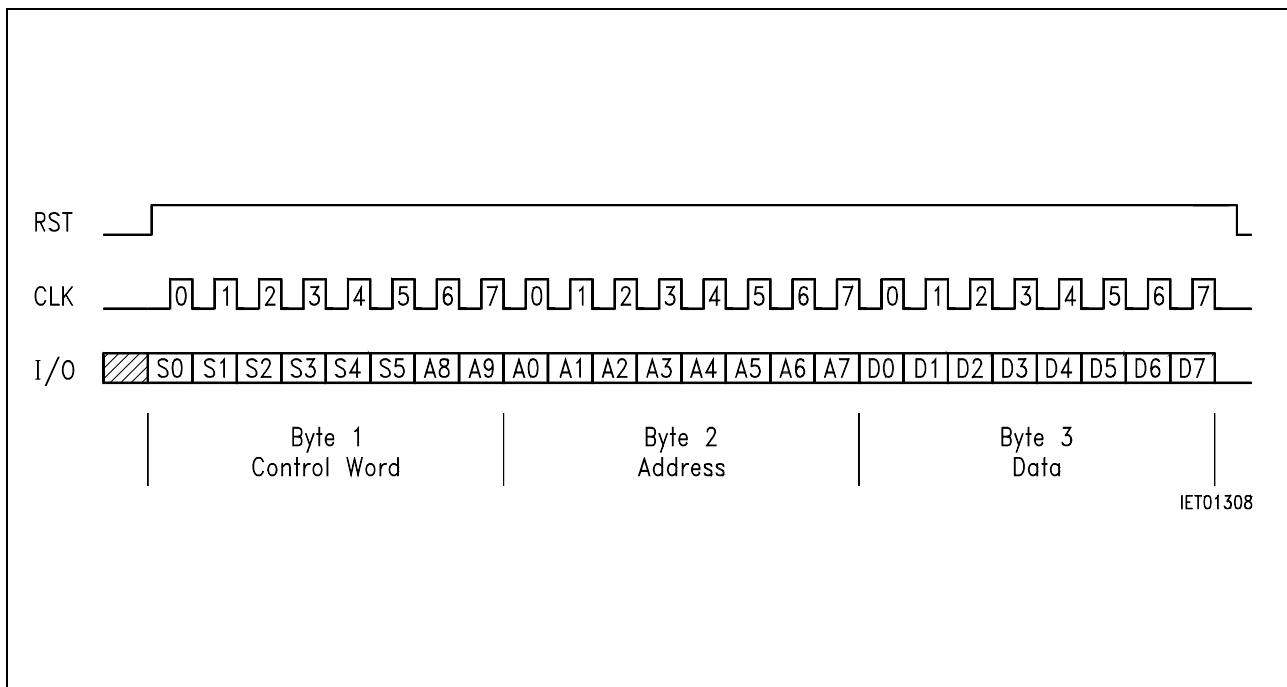 RST
CLK 0 1 2 3 4 5 6 7 0 1 2 3 4 5 6 7 0 1 2 3 4 5 6 7
I/O S0 S1 S2 S3 S4 S5 A8 A9 A0 A1 A2 A3 A4 A5 A6 A7 D0 D1 D2 D3 D4 D5 D6 D7
Byte 1 Byte 2 Byte 3
Control Word Address Data
IET01308